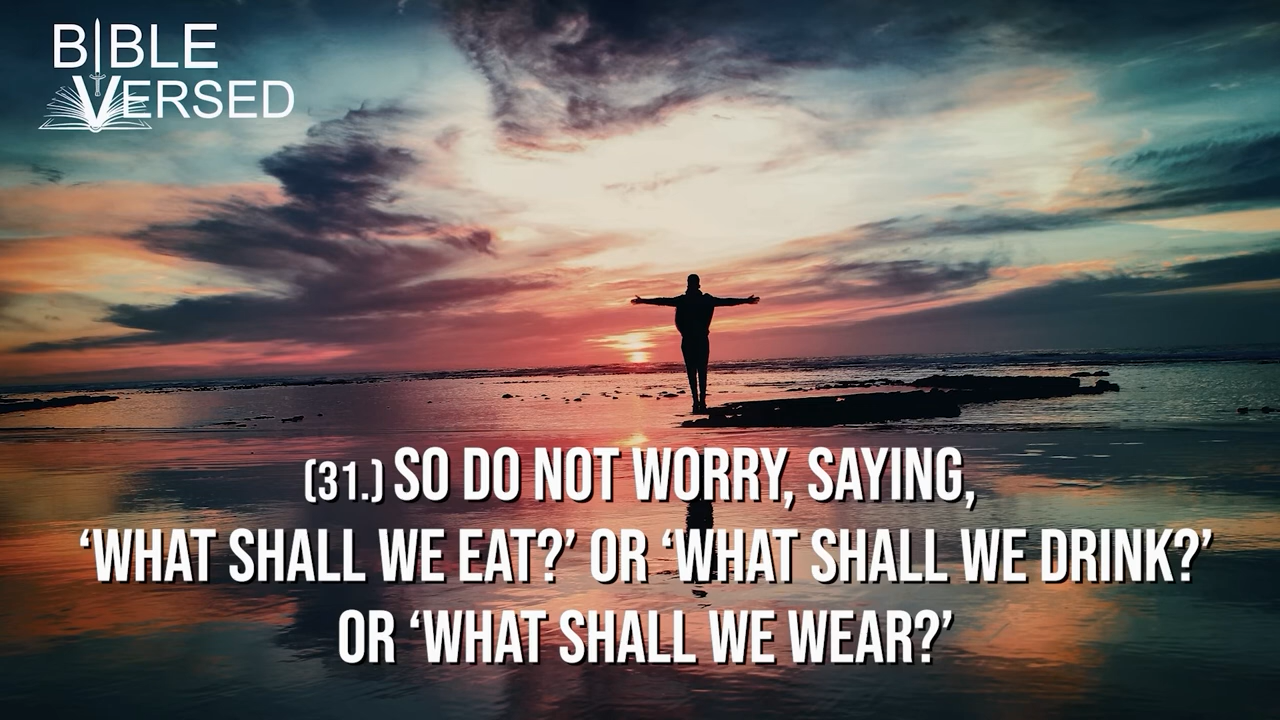 BIBLE
VERSED
(31.) SO DO NOT WORRY, SAYING,
‘WHAT SHALL WE EAT?’ OR ‘WHAT SHALL WE DRINK?’
OR ‘WHAT SHALL WE WEAR?’